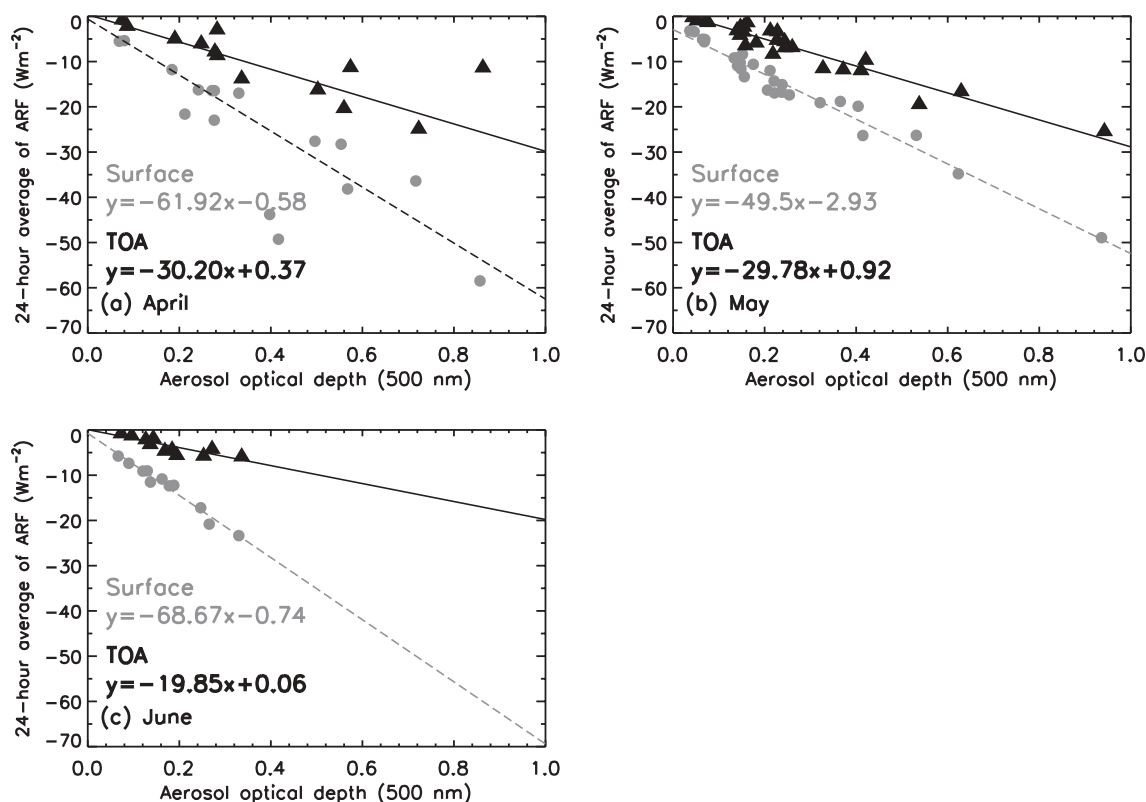 24-hour average of ARF (Wm⁻²)
0
-10
-20
-30
-40
-50
-60
-70
Surface
y=-61.92x-0.58
TOA
y=-30.20x+0.37
(a) April
0.0 0.2 0.4 0.6 0.8 1.0
Aerosol optical depth (500 nm)
24-hour average of ARF (Wm⁻²)
0
-10
-20
-30
-40
-50
-60
-70
Surface
y=-49.5x-2.93
TOA
y=-29.78x+0.92
(b) May
0.0 0.2 0.4 0.6 0.8 1.0
Aerosol optical depth (500 nm)
24-hour average of ARF (Wm⁻²)
0
-10
-20
-30
-40
-50
-60
-70
Surface
y=-68.67x-0.74
TOA
y=-19.85x+0.06
(c) June
0.0 0.2 0.4 0.6 0.8 1.0
Aerosol optical depth (500 nm)